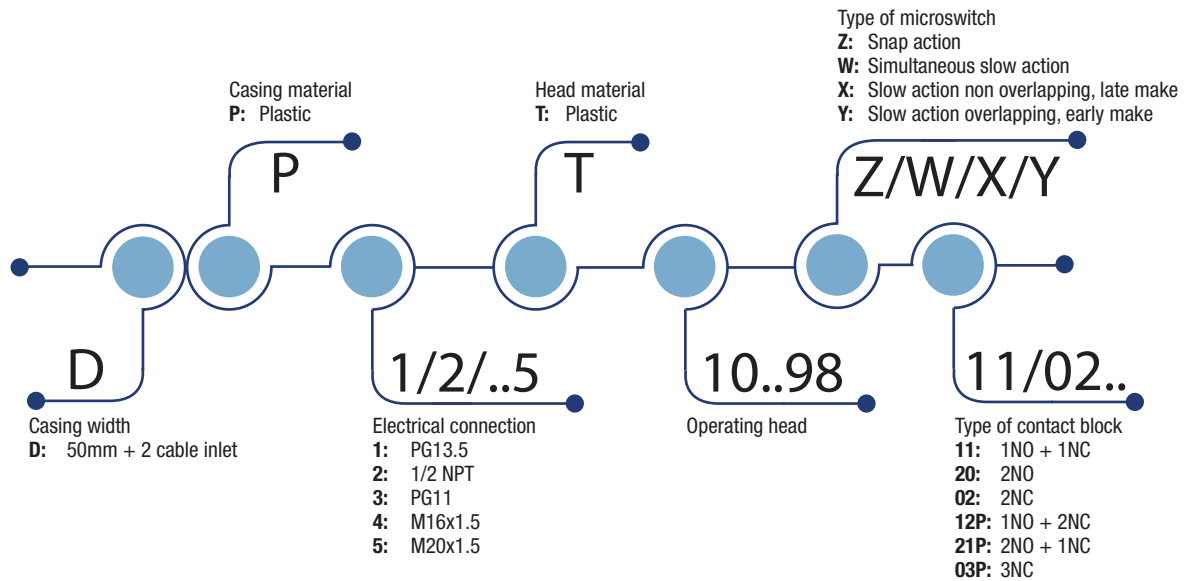 Type of microswitch
Z: Snap action
W: Simultaneous slow action
X: Slow action non overlapping, late make
Y: Slow action overlapping, early make
Casing material
P: Plastic
Head material
T: Plastic
P
T
Z/W/X/Y
D
1/2/..5
10..98
11/02..
Casing width
D: 50mm + 2 cable inlet
Electrical connection
1: PG13.5
2: 1/2 NPT
3: PG11
4: M16x1.5
5: M20x1.5
Operating head
Type of contact block
11: 1NO + 1NC
20: 2NO
02: 2NC
12P: 1NO + 2NC
21P: 2NO + 1NC
03P: 3NC